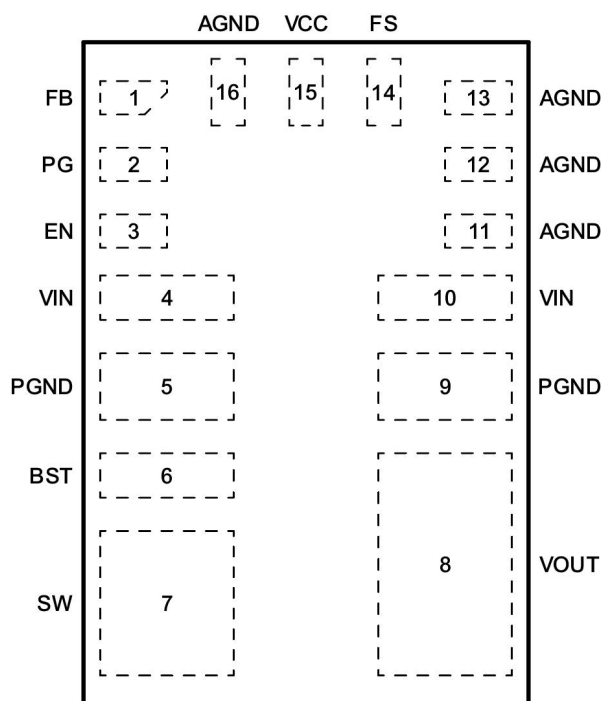 AGND VCC FS
FB 1 16 15 14 13 AGND
PG 2 12 AGND
EN 3 11 AGND
VIN 4 10 VIN
PGND 5 9 PGND
BST 6
8 VOUT
SW 7